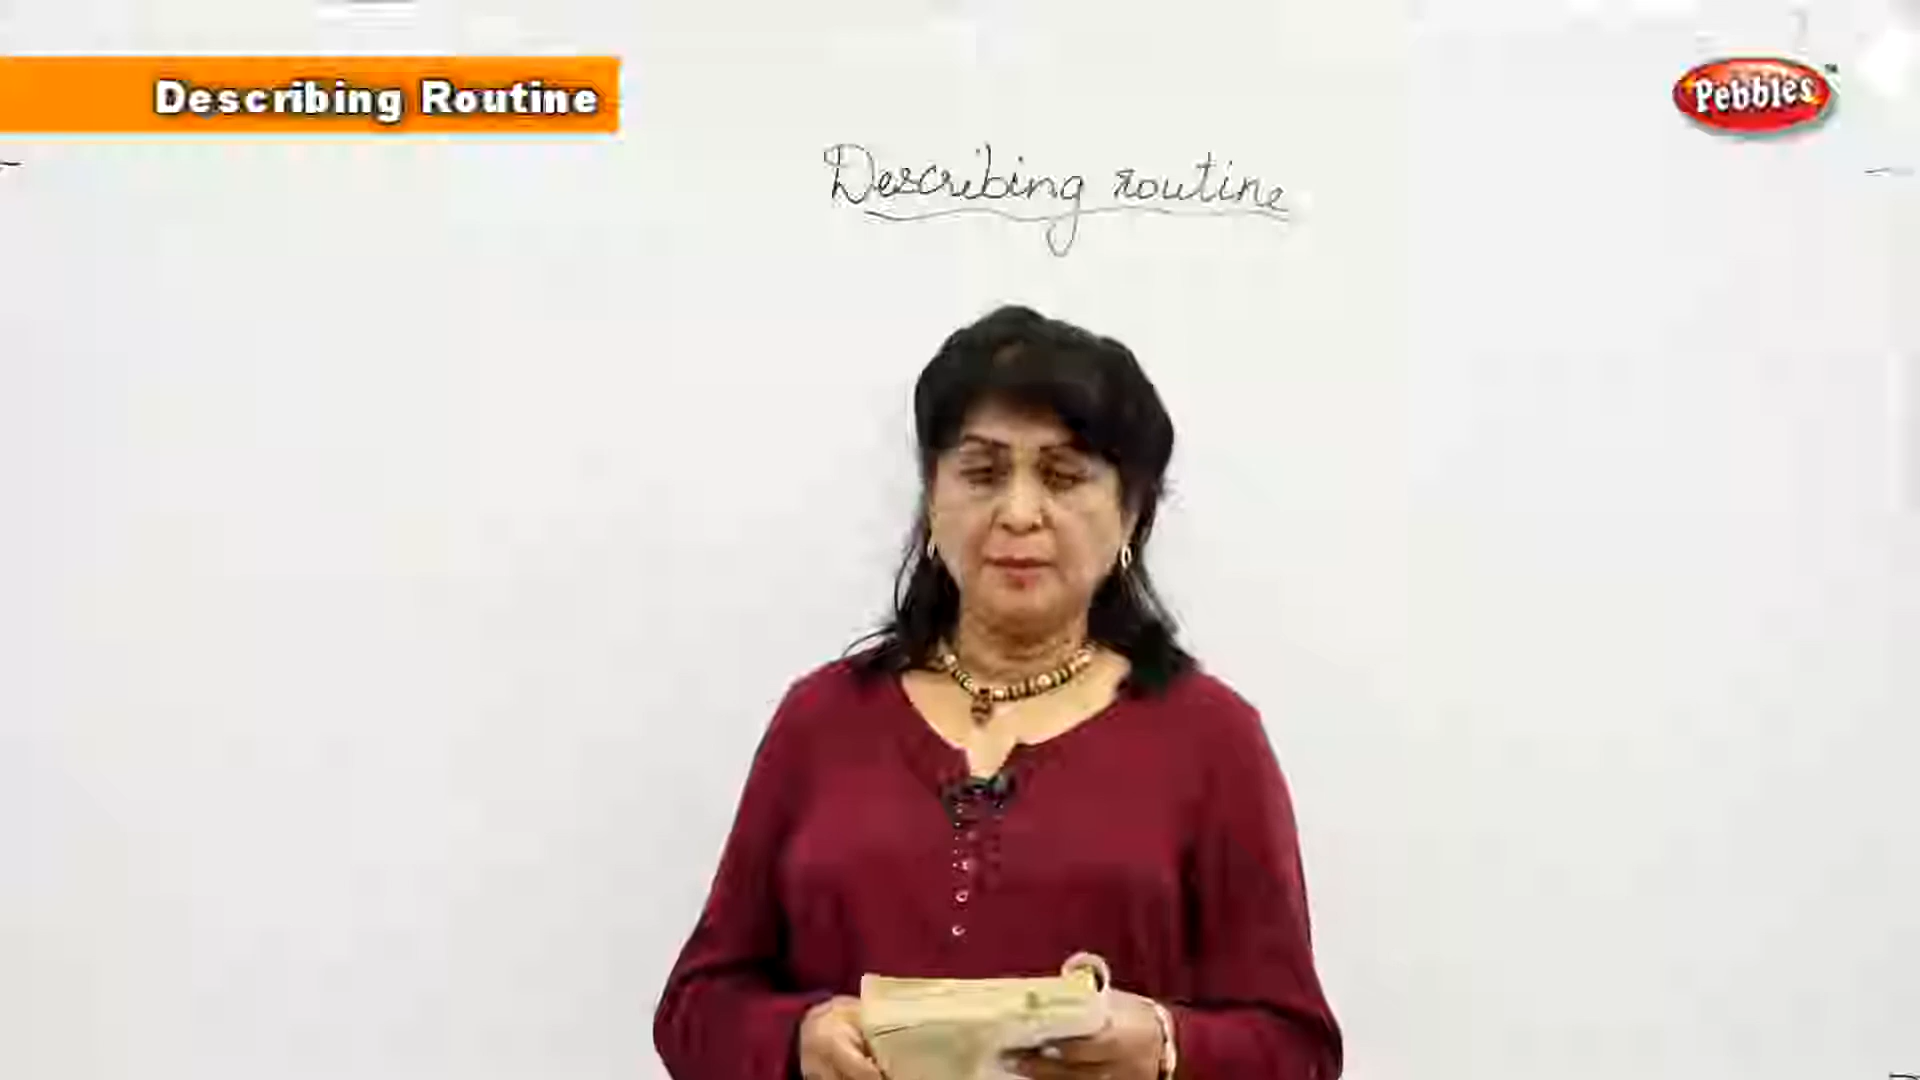 Describing Routine
Pebbles
Describing routine